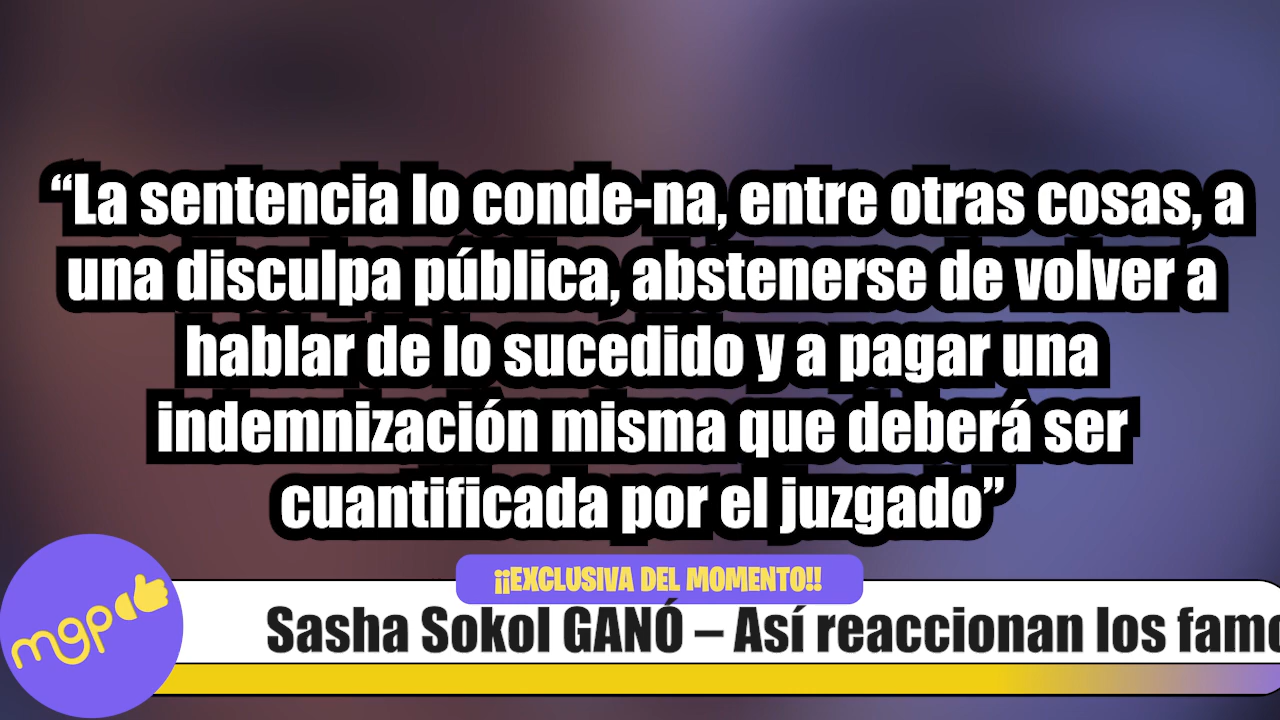 “La sentencia lo conde-na, entre otras cosas, a
una disculpa pública, abstenerse de volver a
hablar de lo sucedido y a pagar una
indemnización misma que deberá ser
cuantificada por el juzgado”
¡¡EXCLUSIVA DEL MOMENTO!!
mgp
Sasha Sokol GANÓ – Así reaccionan los famo